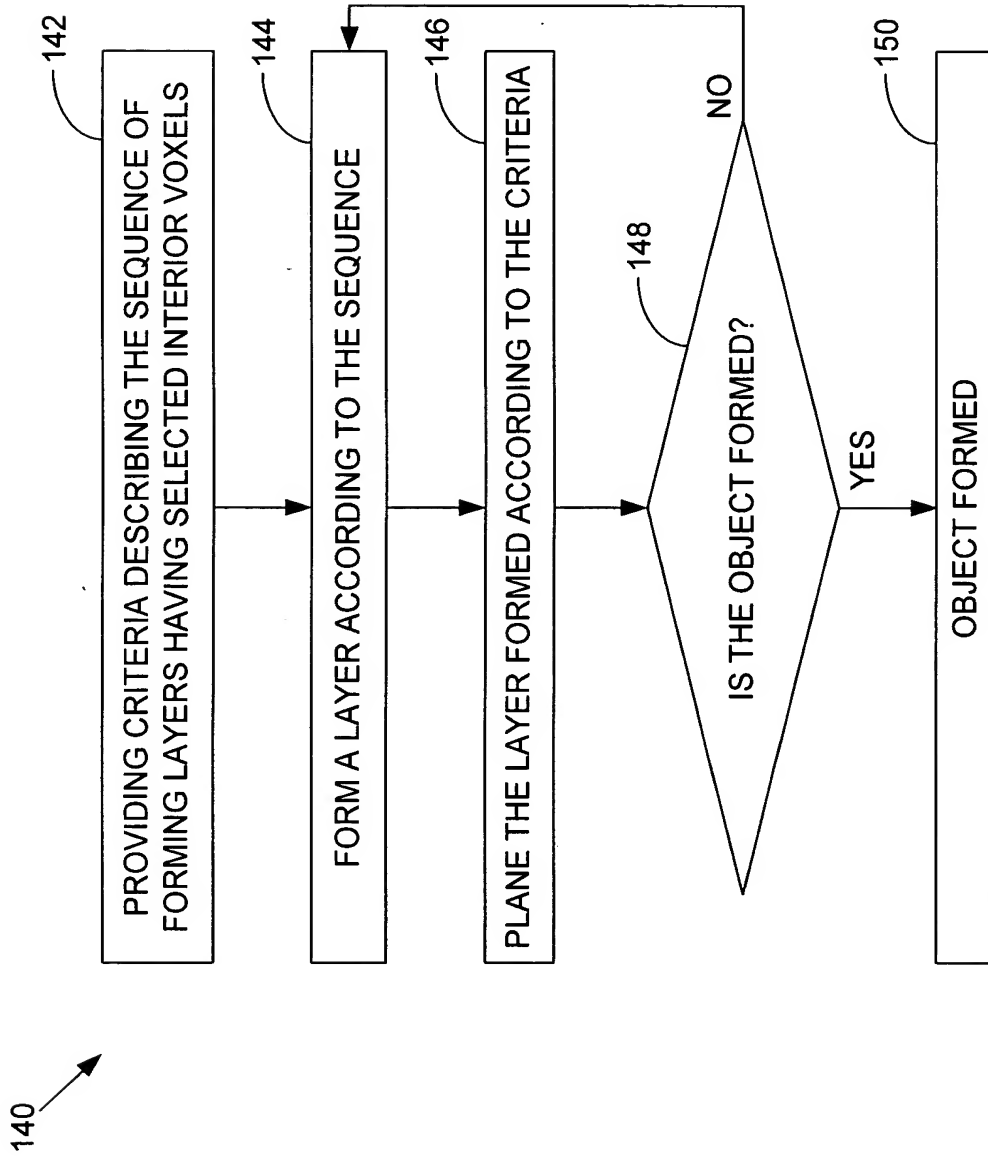 140
142
PROVIDING CRITERIA DESCRIBING THE SEQUENCE OF
FORMING LAYERS HAVING SELECTED INTERIOR VOXELS
144
FORM A LAYER ACCORDING TO THE SEQUENCE
146
PLANE THE LAYER FORMED ACCORDING TO THE CRITERIA
148
IS THE OBJECT FORMED?
NO
YES
150
OBJECT FORMED